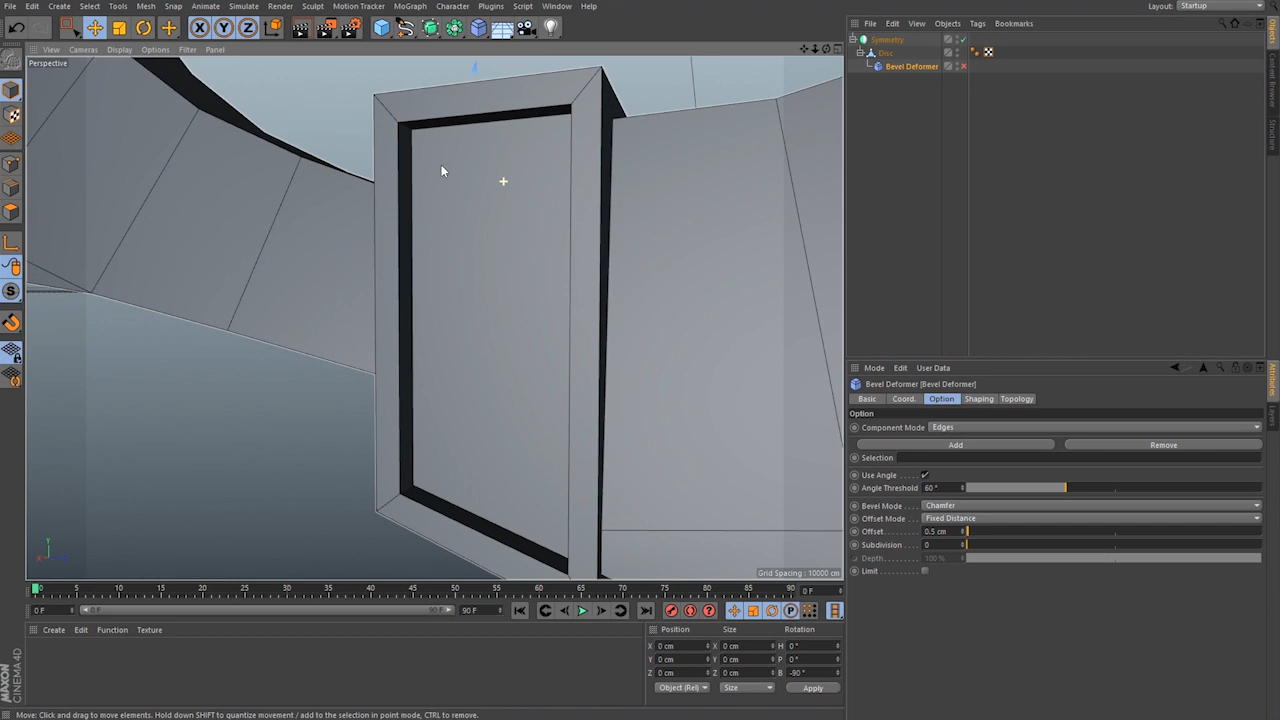 File Edit Create Select Tools Mesh Snap Animate Simulate Render Sculpt Motion Tracker MoGraph Character Plugins Script Window Help
Layout: Startup
File Edit View Objects Tags Bookmarks
View Cameras Display Options Filter Panel
Perspective
Symmetry
Disc
Bevel Deformer
Objects
Content Browser
Structure
Mode Edit User Data
Bevel Deformer [Bevel Deformer]
Basic Coord. Option Shaping Topology
Option
Component Mode Edges
Add Remove
Selection
Use Angle
Angle Threshold 60 °
Bevel Mode Chamfer
Offset Mode Fixed Distance
Offset 0.5 cm
Subdivision 0
Depth 100 %
Limit
Attributes
Layers
Grid Spacing : 10000 cm
0 5 10 15 20 25 30 35 40 45 50 55 60 65 70 75 80 85 90 0 F
0 F 0 F 90 F 90 F
Create Edit Function Texture
Position Size Rotation
X 0 cm X 0 cm H 0 °
Y 0 cm Y 0 cm P 0 °
Z 0 cm Z 0 cm B -90 °
Object (Rel) Size Apply
MAXON
CINEMA 4D
Move: Click and drag to move elements. Hold down SHIFT to quantize movement / add to the selection in point mode, CTRL to remove.